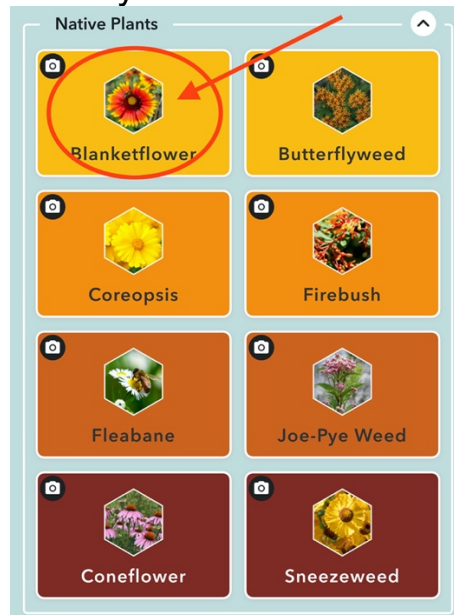 Native Plants
Blanketflower Butterflyweed
Coreopsis Firebush
Fleabane Joe-Pye Weed
Coneflower Sneezeweed